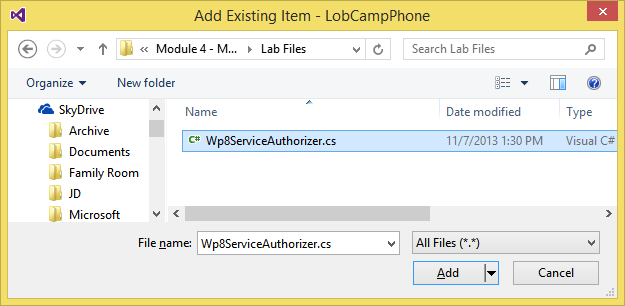 Add Existing Item - LobCampPhone
Module 4 - M... Lab Files Search Lab Files
Organize New folder
SkyDrive
Archive
Documents
Family Room
JD
Microsoft
Name Date modified Type
C# Wp8ServiceAuthorizer.cs 11/7/2013 1:30 PM Visual C#
File name: Wp8ServiceAuthorizer.cs All Files (*.*)
Add Cancel